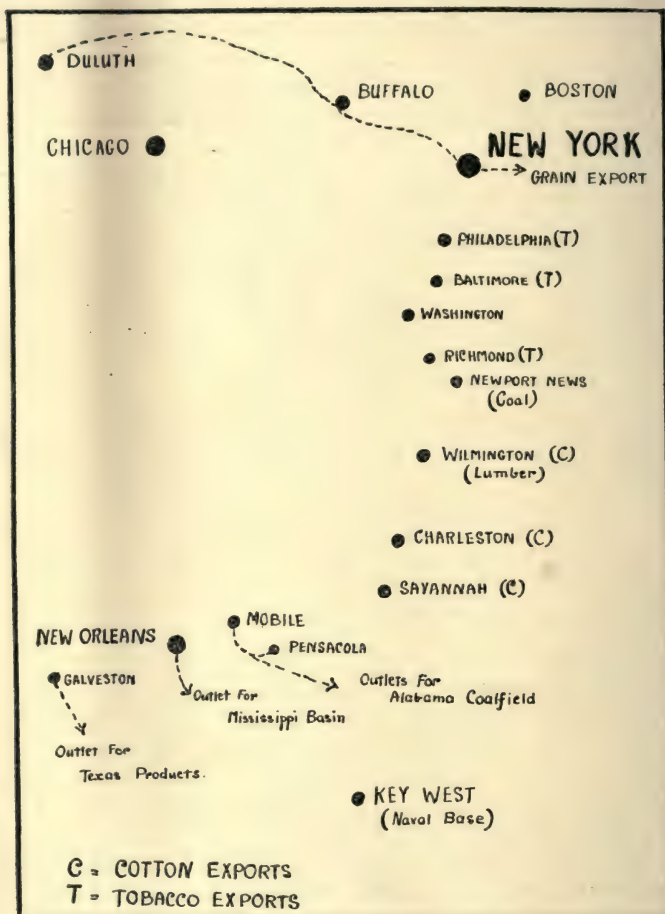 DULUTH
BUFFALO
BOSTON
CHICAGO
NEW YORK
GRAIN EXPORT
PHILADELPHIA (T)
BALTIMORE (T)
WASHINGTON
RICHMOND (T)
NEWPORT NEWS
(Coal)
WILMINGTON (C)
(Lumber)
CHARLESTON (C)
SAVANNAH (C)
MOBILE
NEW ORLEANS
PENSACOLA
GALVESTON
Outlets For
Alabama Coalfield
Outlet For
Mississippi Basin
Outlet For
Texas Products.
KEY WEST
(Naval Base)
C = COTTON EXPORTS
T = TOBACCO EXPORTS